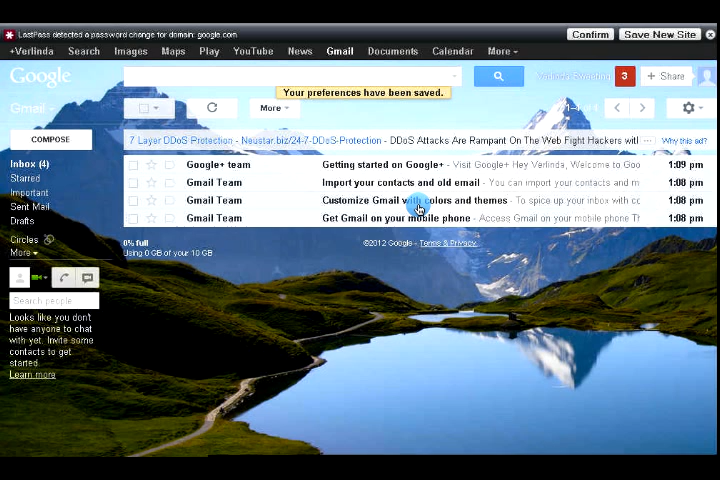 LastPass detected a password change for domain: google.com
Confirm
Save New Site
+Verlinda Search Images Maps Play YouTube News Gmail Documents Calendar More
Google
3
+ Share
Your preferences have been saved.
Gmail
More
COMPOSE
7 Layer DDoS Protection - Neustar.biz/24-7-DDoS-Protection - DDoS Attacks Are Rampant On The Web Fight Hackers with
Why this ad?
Inbox (4)
Starred
Important
Sent Mail
Drafts
Circles
More
Google+ team Getting started on Google+ - Visit Google+ Hey Verlinda, Welcome to Goo 1:09 pm
Gmail Team Import your contacts and old email - You can import your contacts and m 1:08 pm
Gmail Team Customize Gmail with colors and themes - To spice up your inbox with co 1:08 pm
Gmail Team Get Gmail on your mobile phone - Access Gmail on your mobile phone Th 1:08 pm
0% full
Using 0 GB of your 10 GB
©2012 Google - Terms & Privacy
Search people
Looks like you don't
have anyone to chat
with yet. Invite some
contacts to get
started.
Learn more